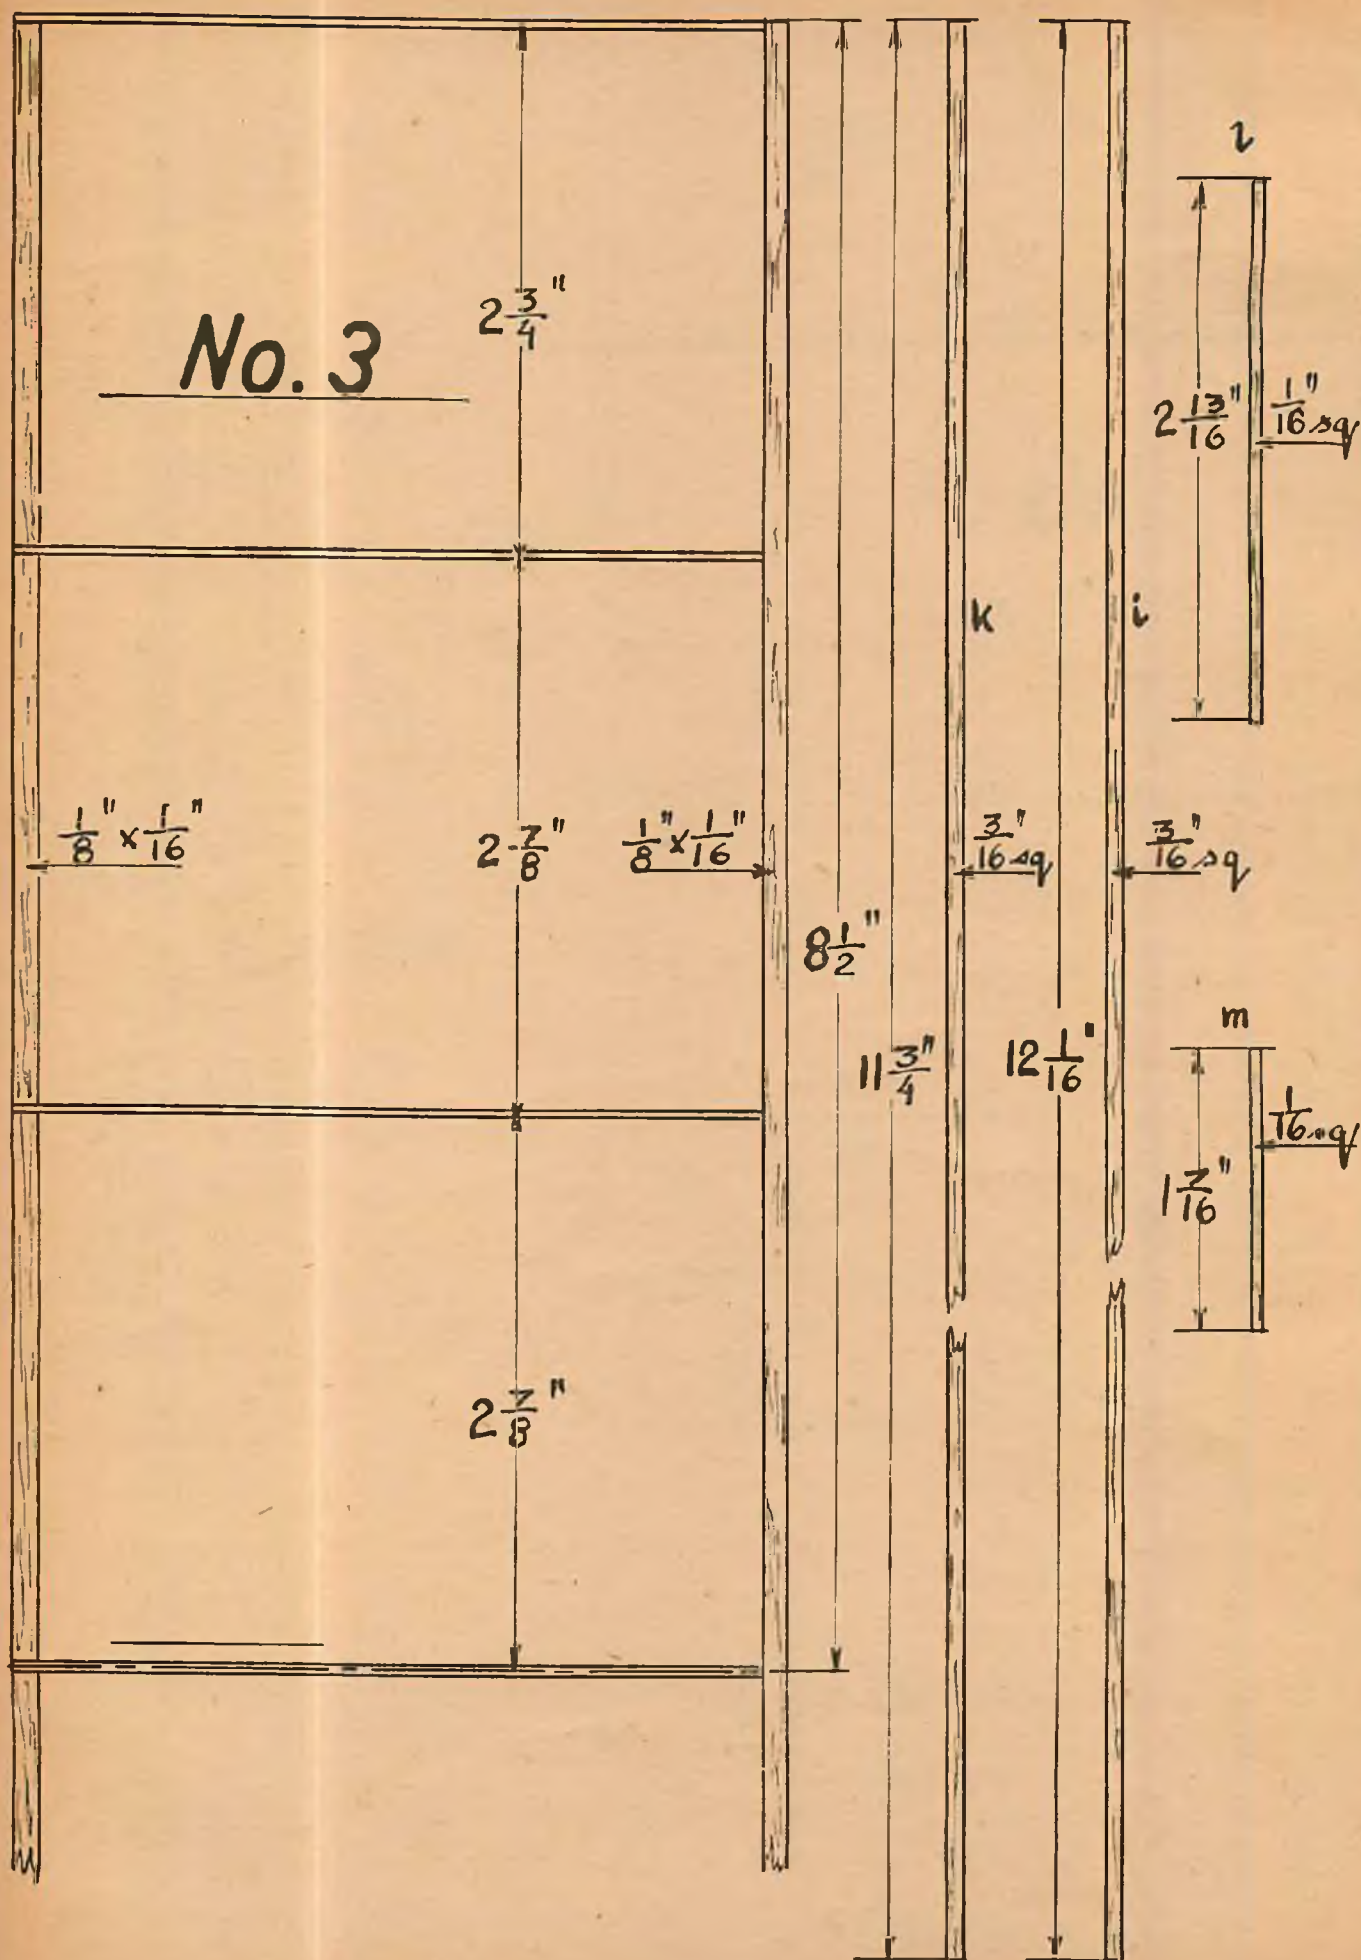 l
2 3/4"
No. 3
2 13/16"
1/16" sq
k
i
1/8" x 1/16"
2 7/8"
1/8" x 1/16"
3/16" sq
3/16" sq
8 1/2"
m
11 3/4"
12 1/16"
1/16 sq
1 7/16"
2 7/8"